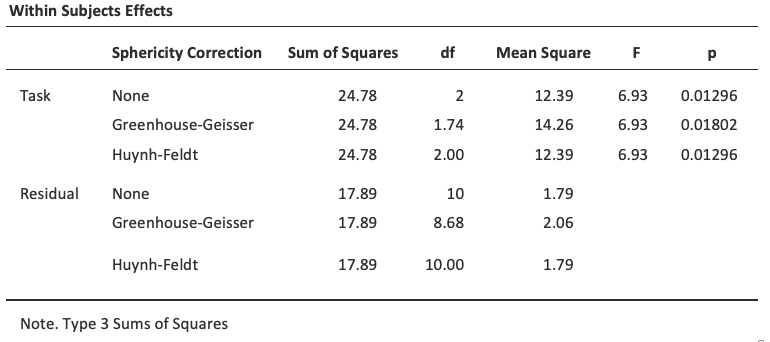 Within Subjects Effects
Sphericity Correction Sum of Squares df Mean Square F p
Task None 24.78 2 12.39 6.93 0.01296
Greenhouse-Geisser 24.78 1.74 14.26 6.93 0.01802
Huynh-Feldt 24.78 2.00 12.39 6.93 0.01296
Residual None 17.89 10 1.79
Greenhouse-Geisser 17.89 8.68 2.06
Huynh-Feldt 17.89 10.00 1.79
Note. Type 3 Sums of Squares